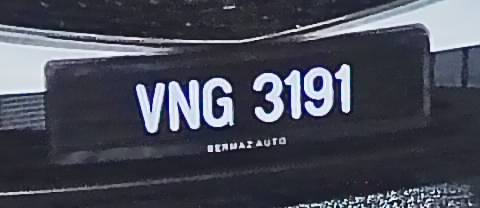 VNG 3191
BERMAZ AUTO